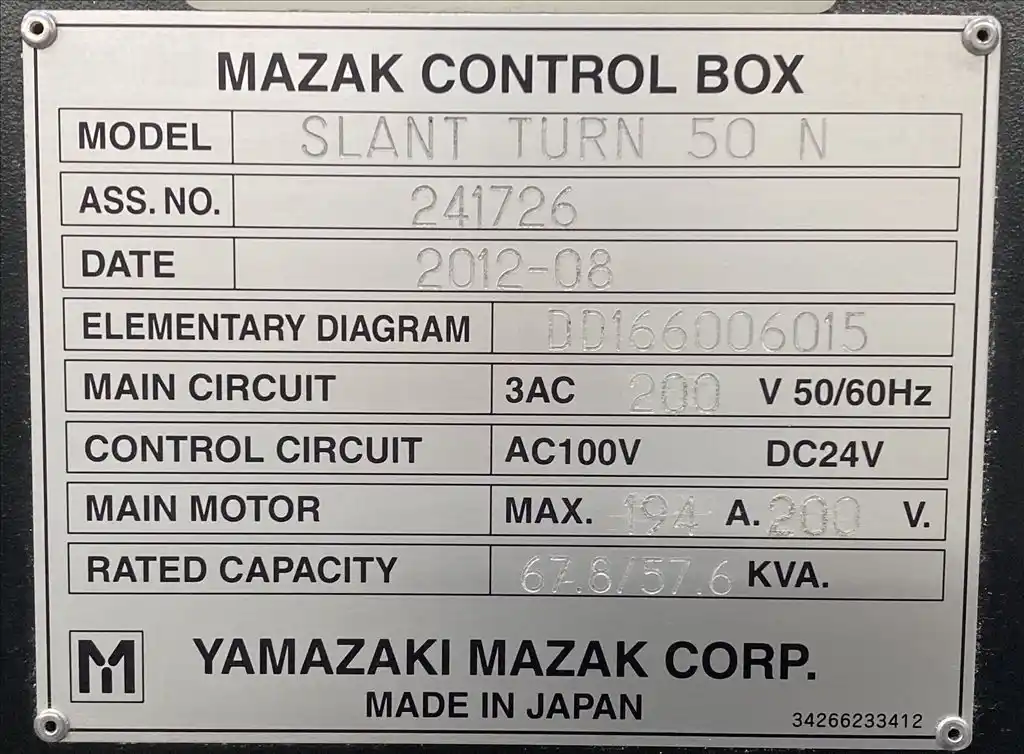 MAZAK CONTROL BOX
MODEL SLANT TURN 50 N
ASS. NO. 241726
DATE 2012-08
ELEMENTARY DIAGRAM DD166006015
MAIN CIRCUIT 3AC 200 V 50/60Hz
CONTROL CIRCUIT AC100V DC24V
MAIN MOTOR MAX. 194 A. 200 V.
RATED CAPACITY 67.8/57.6 KVA.
M YAMAZAKI MAZAK CORP.
MADE IN JAPAN
34266233412